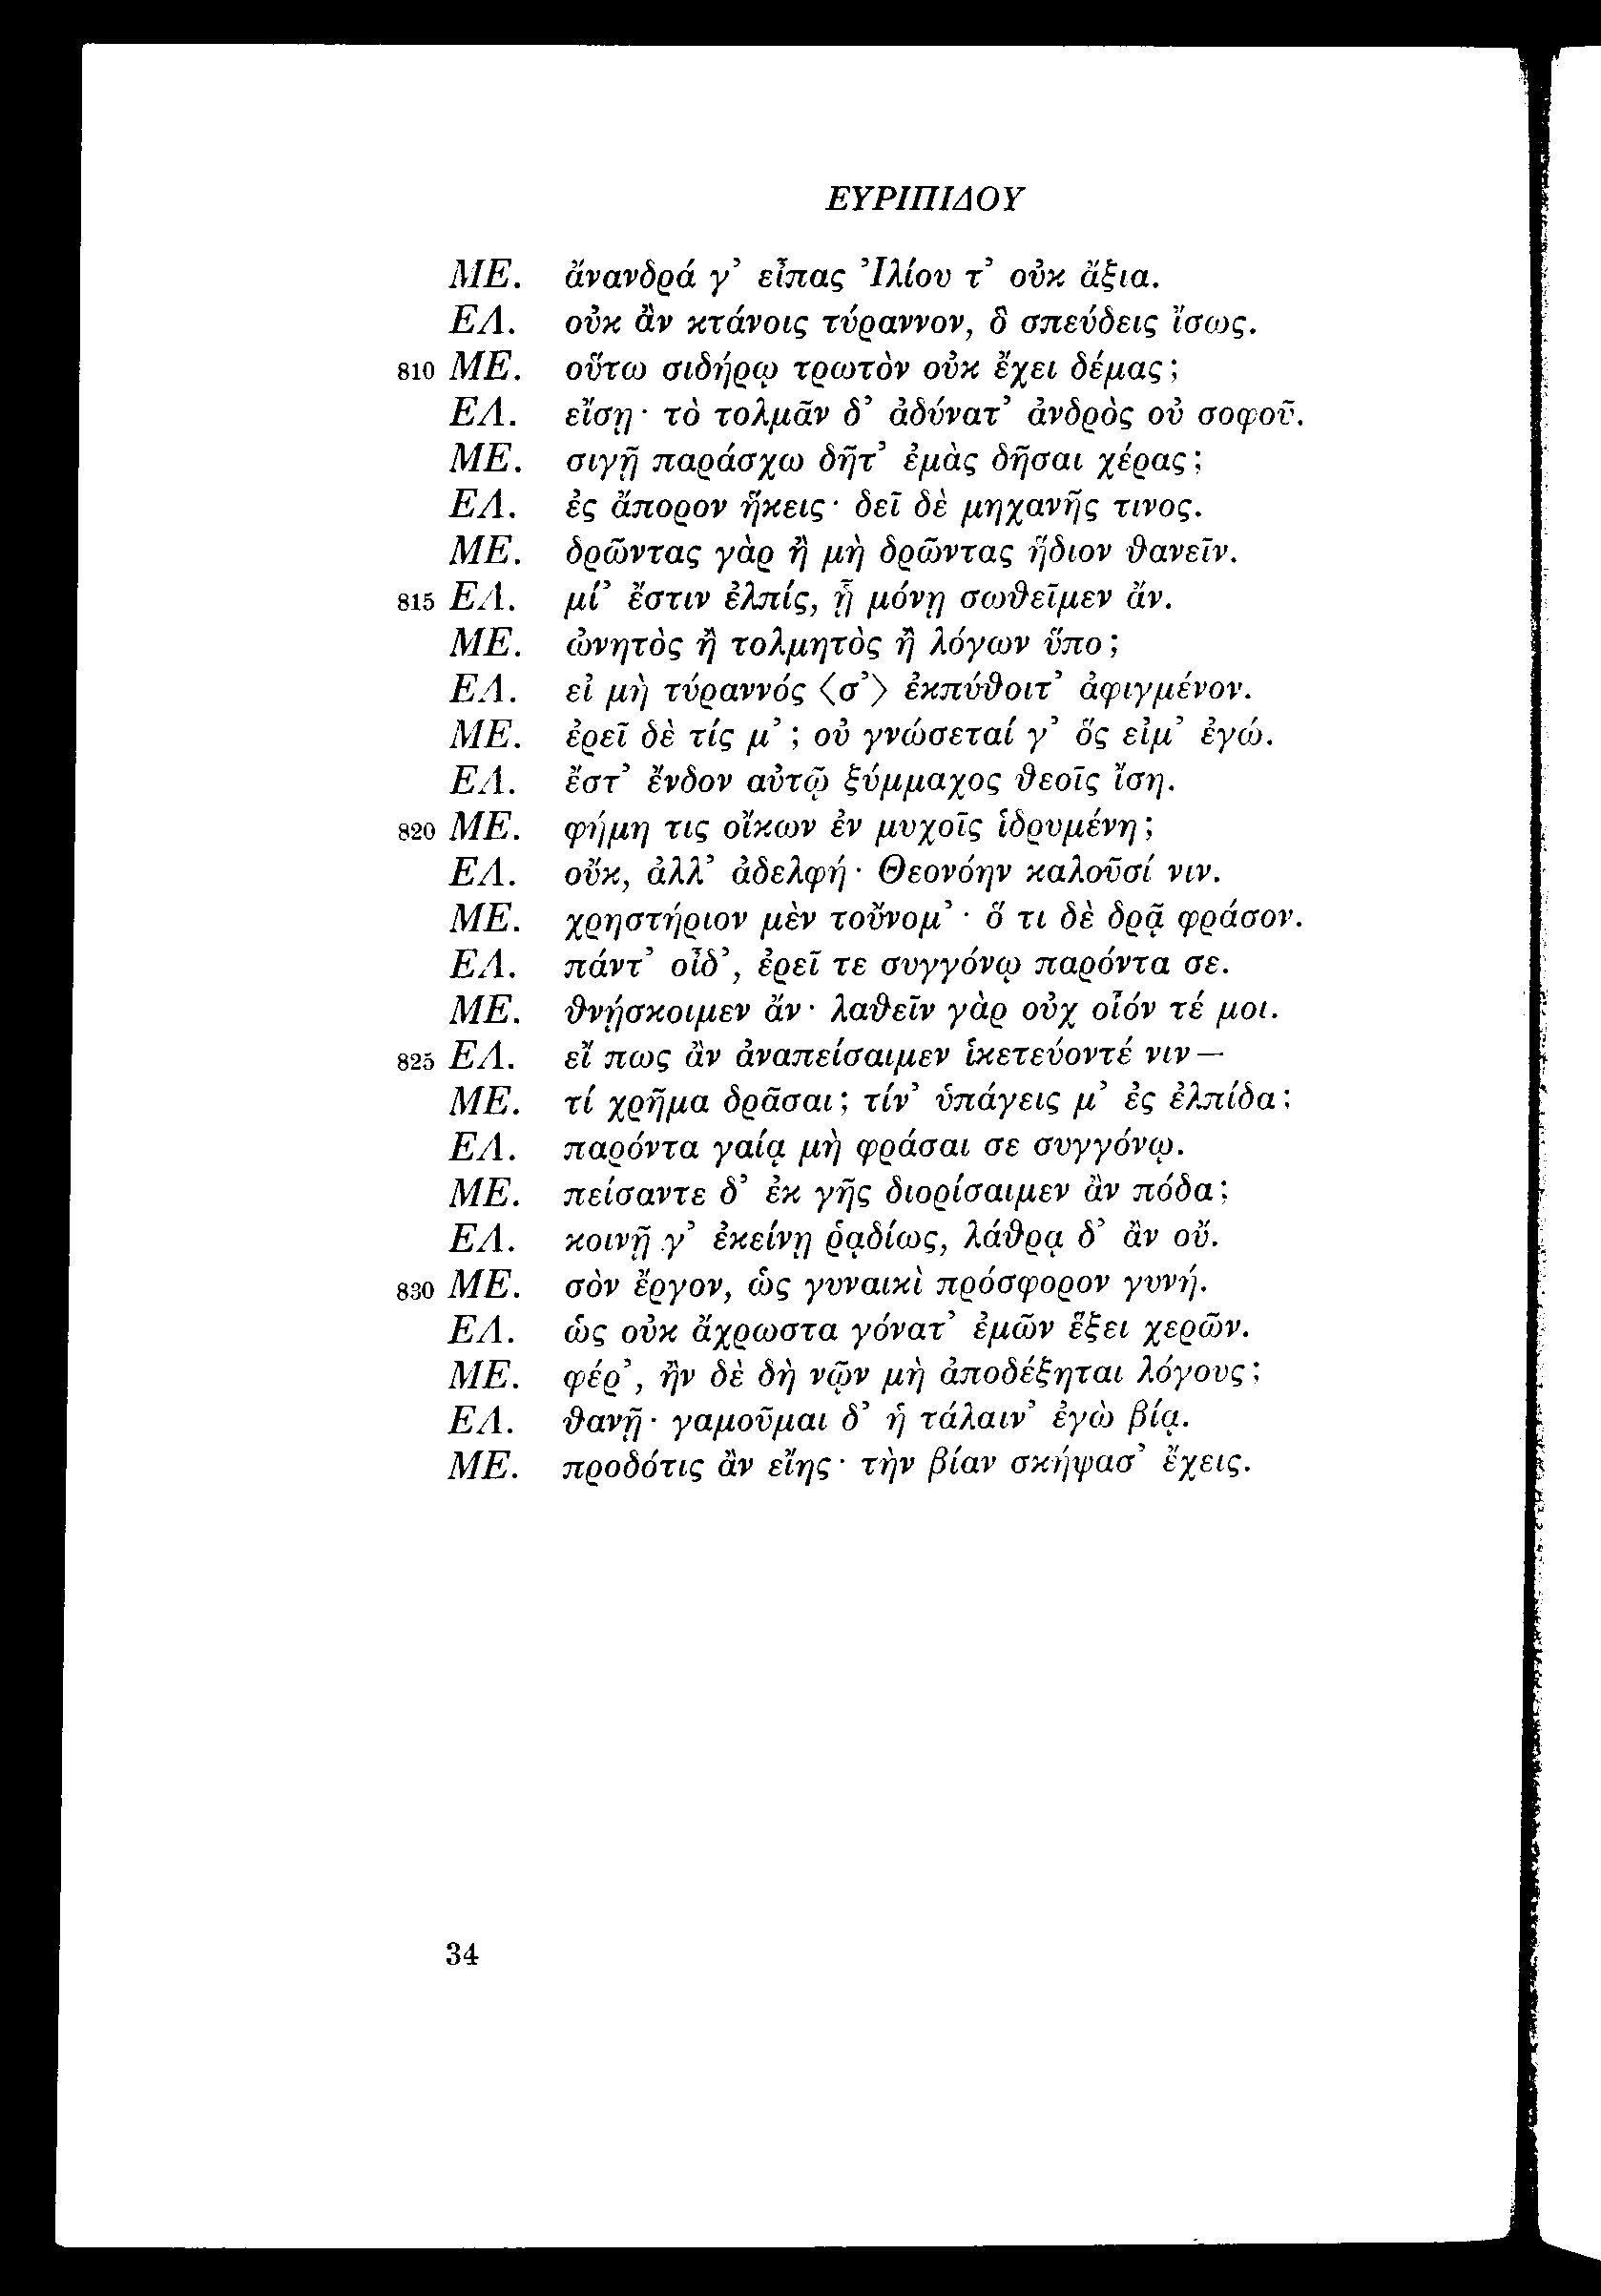 ΕΥΡΙΠΙΔΟΥ
ΜΕ. ἄνανδρά γ’ εἶπας Ἰλίου τ’ οὐκ ἄξια.
ΕΛ. οὐκ ἂν κτάνοις τύραννον, ὃ σπεύδεις ἴσως.
810 ΜΕ. οὕτω σιδήρῳ τρωτὸν οὐκ ἔχει δέμας;
ΕΛ. εἴσῃ· τὸ τολμᾶν δ’ ἀδύνατ’ ἀνδρὸς οὐ σοφοῦ.
ΜΕ. σιγῇ παράσχω δῆτ’ ἐμὰς δῆσαι χέρας;
ΕΛ. ἐς ἄπορον ἥκεις· δεῖ δὲ μηχανῆς τινος.
ΜΕ. δρῶντας γὰρ ἢ μὴ δρῶντας ἥδιον θανεῖν.
815 ΕΛ. μί’ ἔστιν ἐλπίς, ᾗ μόνῃ σωθεῖμεν ἄν.
ΜΕ. ὠνητὸς ἢ τολμητὸς ἢ λόγων ὕπο;
ΕΛ. εἰ μὴ τύραννός ⟨σ’⟩ ἐκπύθοιτ’ ἀφιγμένον.
ΜΕ. ἐρεῖ δὲ τίς μ’; οὐ γνώσεταί γ’ ὅς εἰμ’ ἐγώ.
ΕΛ. ἔστ’ ἔνδον αὐτῷ ξύμμαχος θεοῖς ἴση.
820 ΜΕ. φήμη τις οἴκων ἐν μυχοῖς ἱδρυμένη;
ΕΛ. οὔκ, ἀλλ’ ἀδελφή· Θεονόην καλοῦσί νιν.
ΜΕ. χρηστήριον μὲν τοὔνομ’· ὅ τι δὲ δρᾷ φράσον.
ΕΛ. πάντ’ οἶδ’, ἐρεῖ τε συγγόνῳ παρόντα σε.
ΜΕ. θνῄσκοιμεν ἄν· λαθεῖν γὰρ οὐχ οἷόν τέ μοι.
825 ΕΛ. εἴ πως ἂν ἀναπείσαιμεν ἱκετεύοντέ νιν—
ΜΕ. τί χρῆμα δρᾶσαι; τίν’ ὑπάγεις μ’ ἐς ἐλπίδα;
ΕΛ. παρόντα γαίᾳ μὴ φράσαι σε συγγόνῳ.
ΜΕ. πείσαντε δ’ ἐκ γῆς διορίσαιμεν ἂν πόδα;
ΕΛ. κοινῇ γ’ ἐκείνῃ ῥᾳδίως, λάθρᾳ δ’ ἂν οὔ.
830 ΜΕ. σὸν ἔργον, ὡς γυναικὶ πρόσφορον γυνή.
ΕΛ. ὡς οὐκ ἄχρωστα γόνατ’ ἐμῶν ἕξει χερῶν.
ΜΕ. φέρ’, ἢν δὲ δὴ νῷν μὴ ἀποδέξηται λόγους;
ΕΛ. θανῇ· γαμοῦμαι δ’ ἡ τάλαιν’ ἐγὼ βίᾳ.
ΜΕ. προδότις ἂν εἴης· τὴν βίαν σκήψασ’ ἔχεις.
34